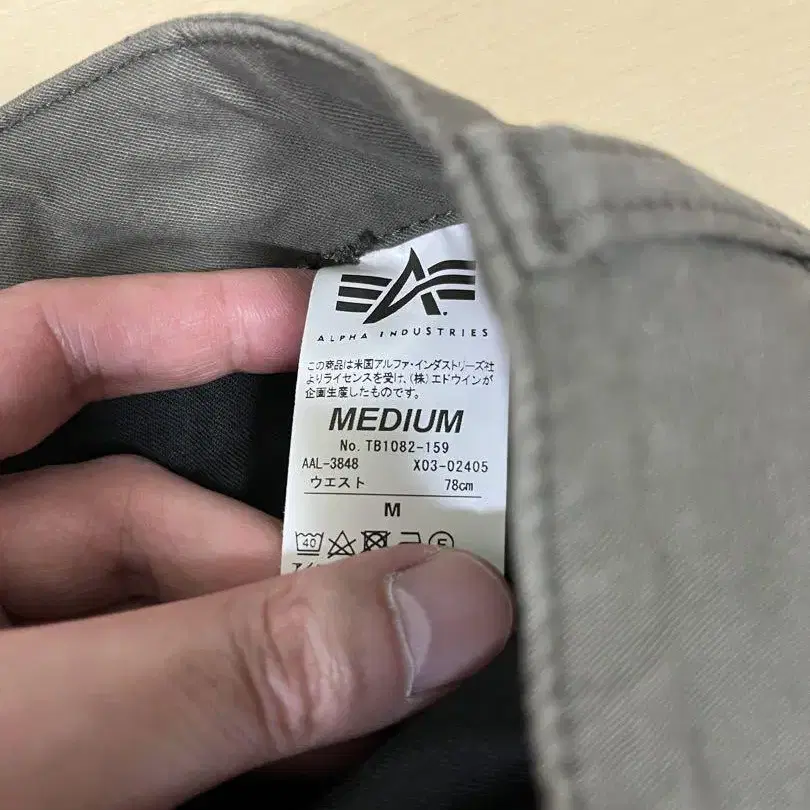 ALPHA INDUSTRIES
この商品は米国アルファ・インダストリーズ社
よりライセンスを受け、(株)エドウインが
企画生産したものです。
MEDIUM
No. TB1082-159
AAL-3848 X03-02405
ウエスト 78cm
M
40